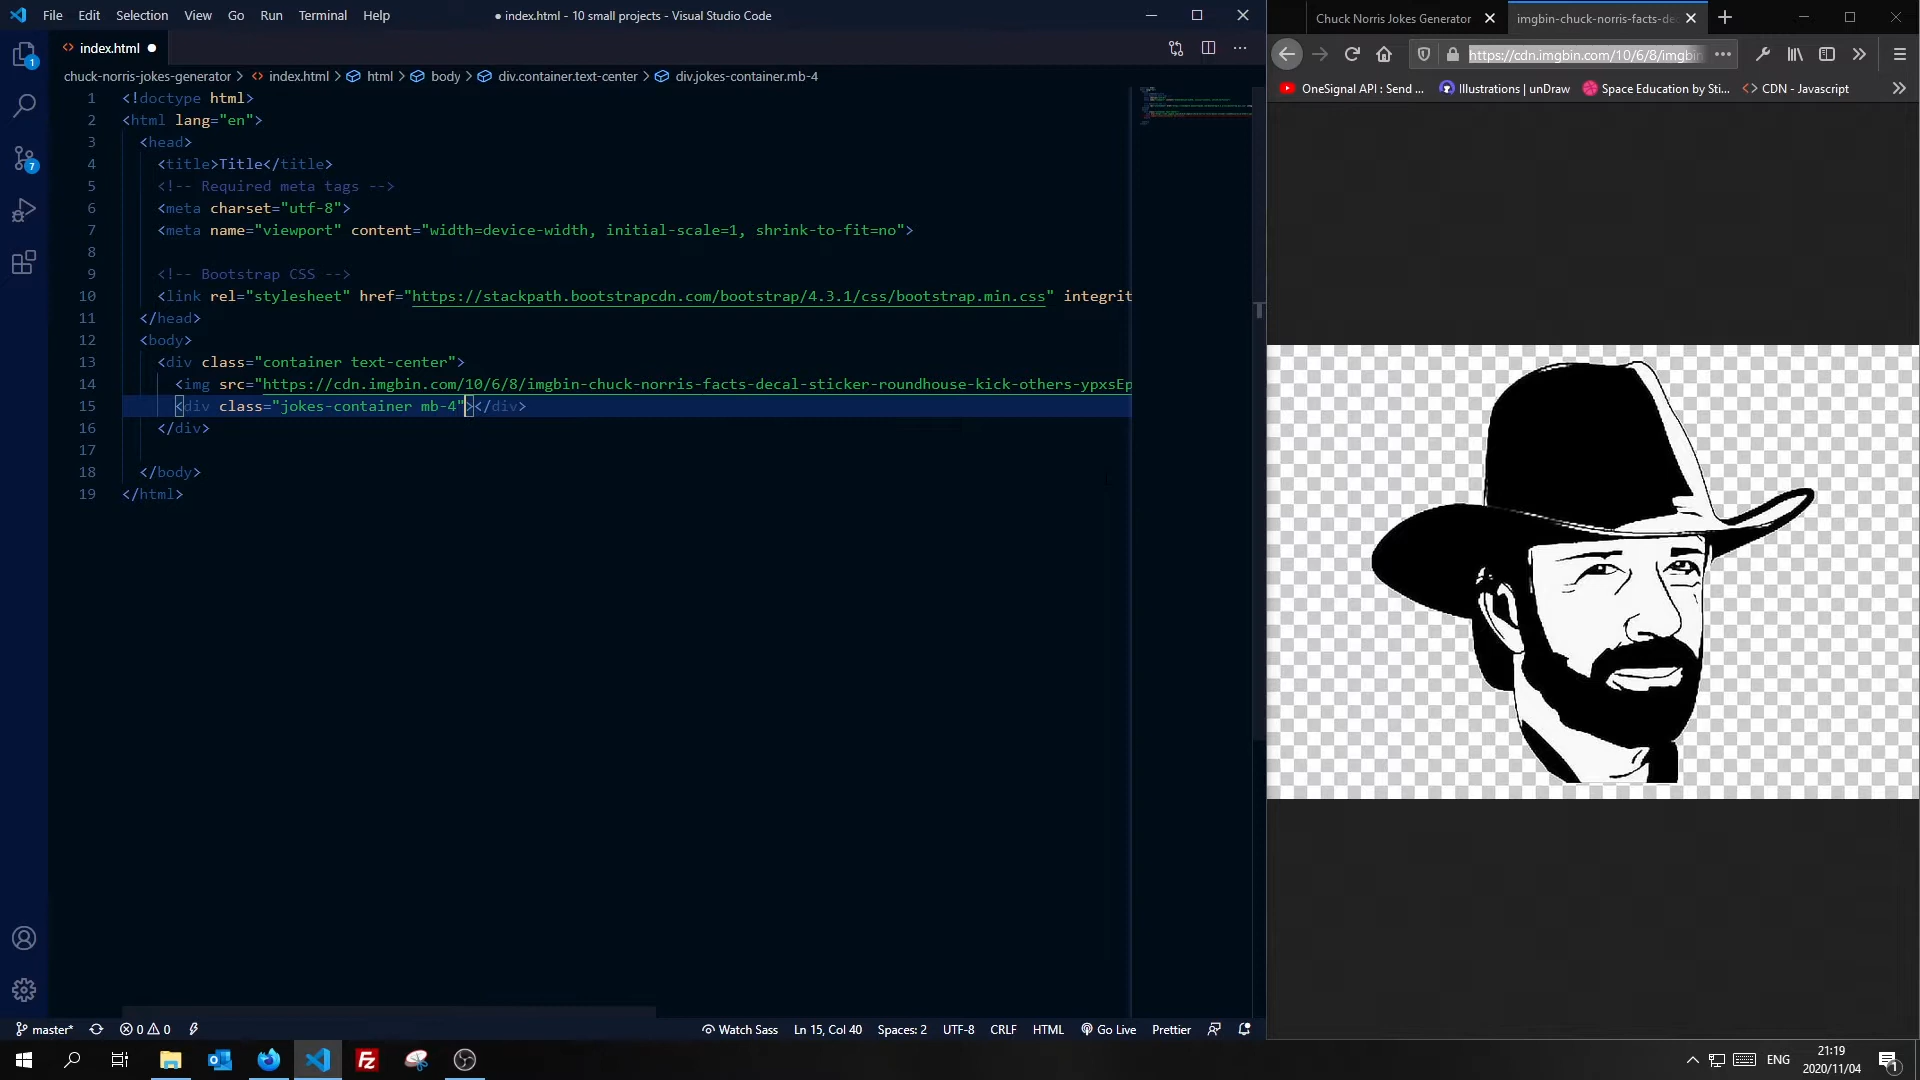 File Edit Selection View Go Run Terminal Help
● index.html - 10 small projects - Visual Studio Code
index.html
chuck-norris-jokes-generator > index.html > html > body > div.container.text-center > div.jokes-container.mb-4
1 <!doctype html>
2 <html lang="en">
3 <head>
4 <title>Title</title>
5 <!-- Required meta tags -->
6 <meta charset="utf-8">
7 <meta name="viewport" content="width=device-width, initial-scale=1, shrink-to-fit=no">
8
9 <!-- Bootstrap CSS -->
10 <link rel="stylesheet" href="https://stackpath.bootstrapcdn.com/bootstrap/4.3.1/css/bootstrap.min.css" integrit
11 </head>
12 <body>
13 <div class="container text-center">
14 <img src="https://cdn.imgbin.com/10/6/8/imgbin-chuck-norris-facts-decal-sticker-roundhouse-kick-others-ypxsEp
15 <div class="jokes-container mb-4"></div>
16 </div>
17
18 </body>
19 </html>
1
7
master* 0 0
Watch Sass Ln 15, Col 40 Spaces: 2 UTF-8 CRLF HTML Go Live Prettier
Chuck Norris Jokes Generator
imgbin-chuck-norris-facts-de
https://cdn.imgbin.com/10/6/8/imgbin
OneSignal API : Send ... Illustrations | unDraw Space Education by Sti... CDN - Javascript
ENG
21:19
2020/11/04
1